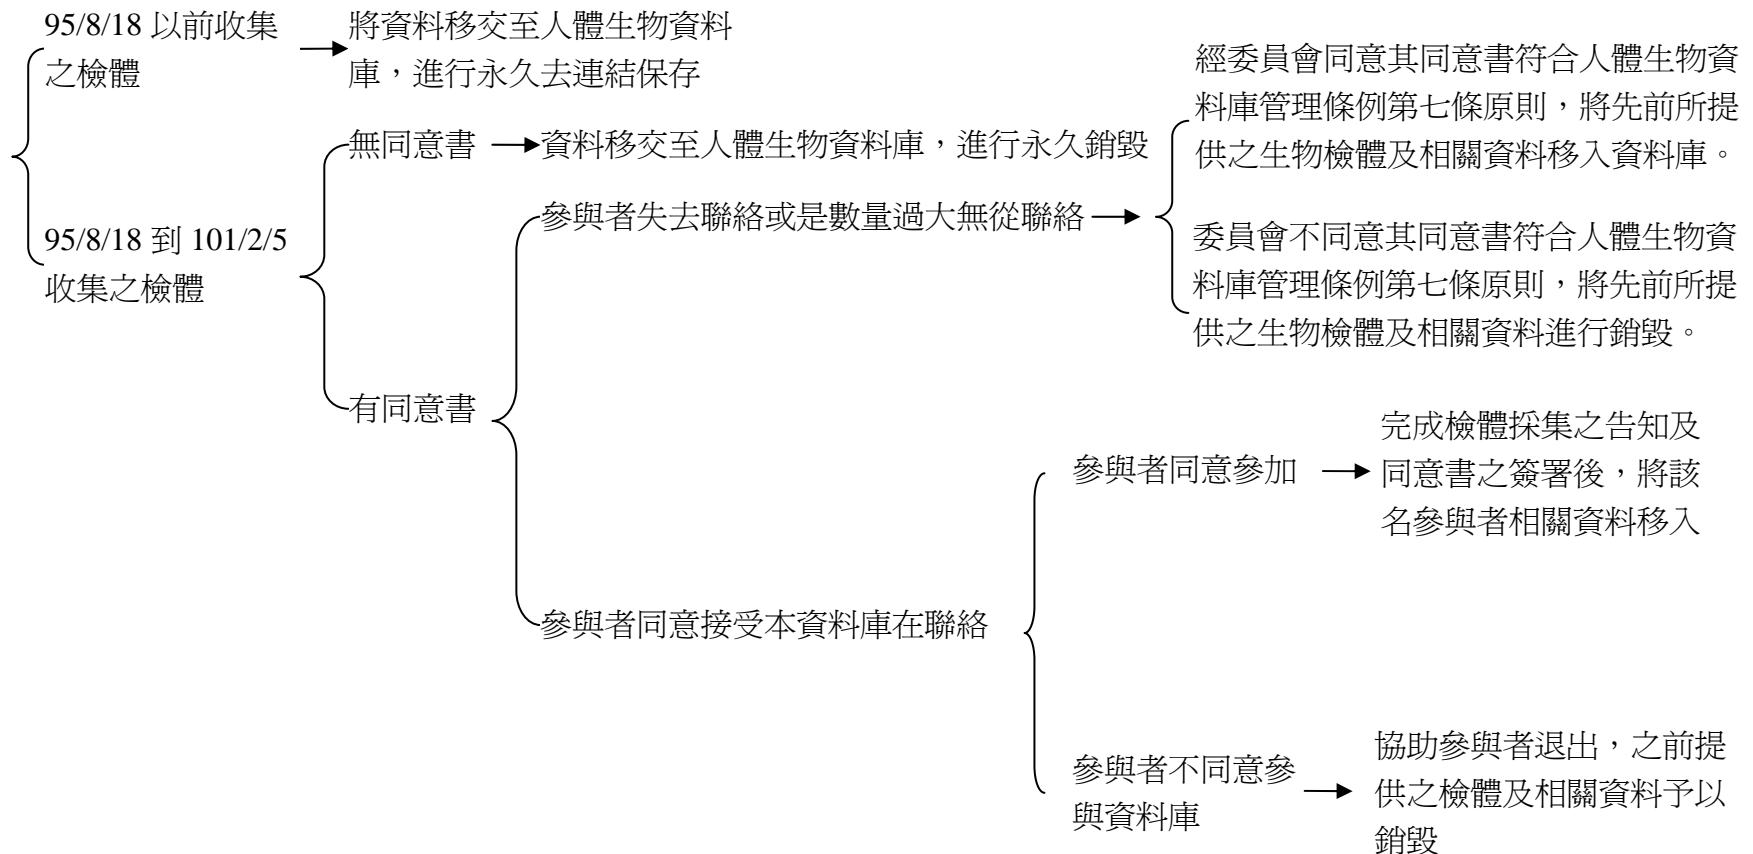 95/8/18 以前收集
之檢體
將資料移交至人體生物資料
庫，進行永久去連結保存
95/8/18 到 101/2/5
收集之檢體
無同意書
資料移交至人體生物資料庫，進行永久銷毀
有同意書
參與者失去聯絡或是數量過大無從聯絡
經委員會同意其同意書符合人體生物資
料庫管理條例第七條原則，將先前所提
供之生物檢體及相關資料移入資料庫。
委員會不同意其同意書符合人體生物資
料庫管理條例第七條原則，將先前所提
供之生物檢體及相關資料進行銷毀。
參與者同意接受本資料庫在聯絡
參與者同意參加
完成檢體採集之告知及
同意書之簽署後，將該
名參與者相關資料移入
參與者不同意參
與資料庫
協助參與者退出，之前提
供之檢體及相關資料予以
銷毀